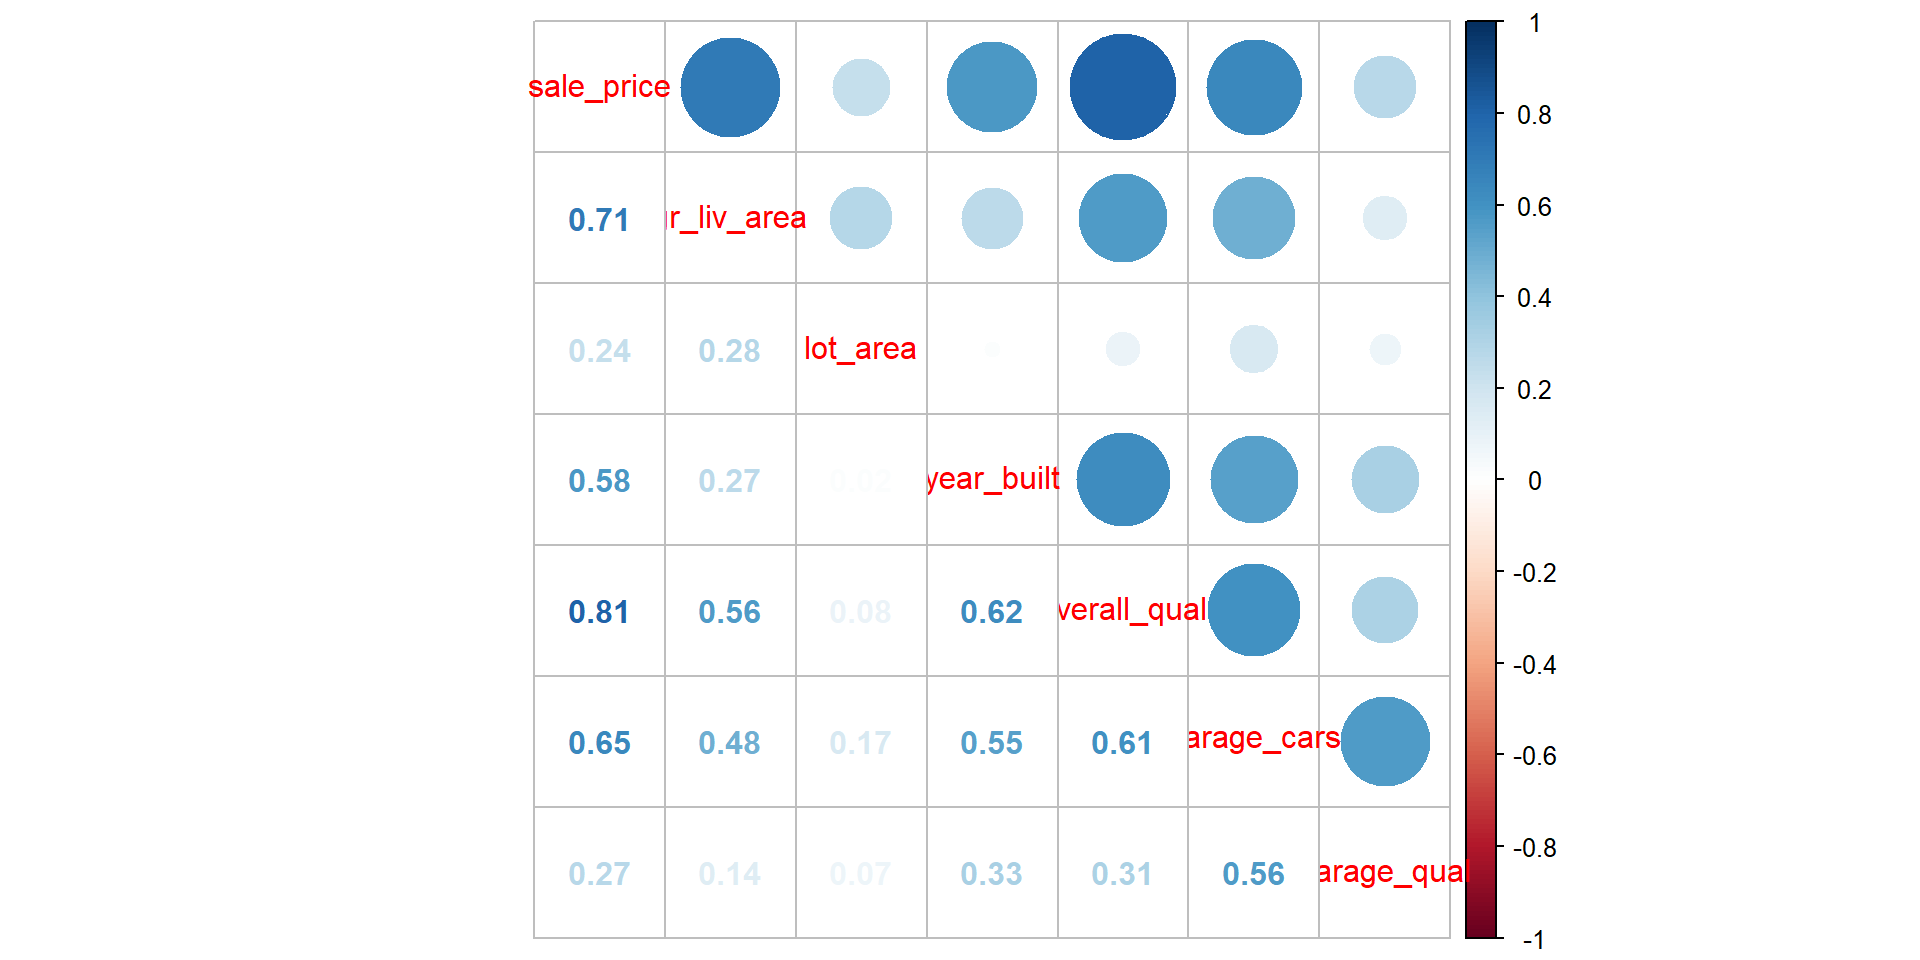 sale_price
0.71 r_liv_area
0.24 0.28 lot_area
0.58 0.27 0.02 year_built
0.81 0.56 0.08 0.62 verall_qual
0.65 0.48 0.17 0.55 0.61 arage_cars
0.27 0.14 0.07 0.33 0.31 0.56 arage_qua
1
0.8
0.6
0.4
0.2
0
-0.2
-0.4
-0.6
-0.8
-1